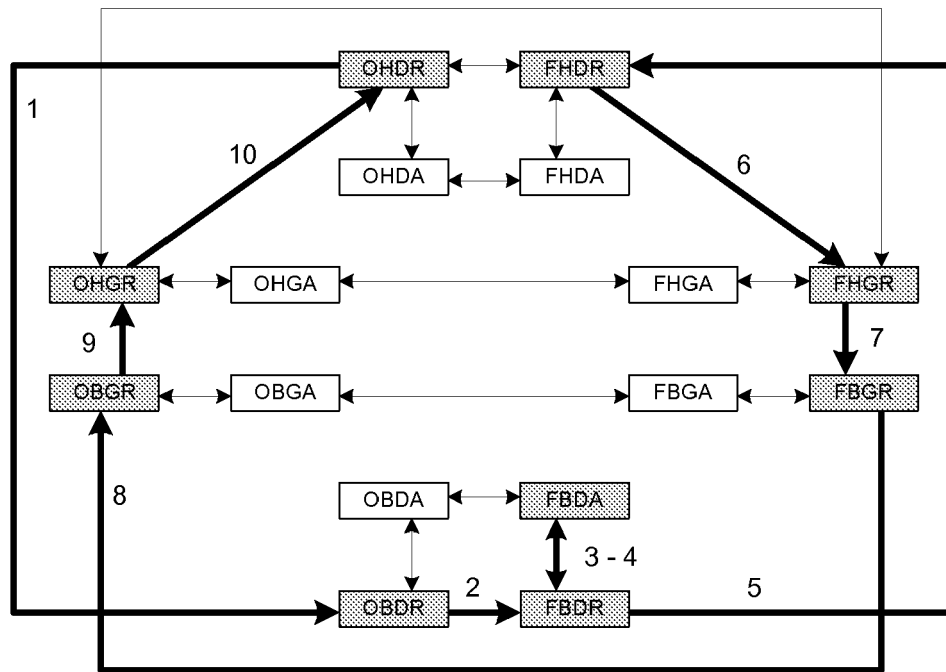 OHDR FHDR
1
10 6
OHDA FHDA
OHGR OHGA FHGA FHGR
9 7
OBGR OBGA FBGA FBGR
8
OBDA FBDA
3 - 4
2 5
OBDR FBDR